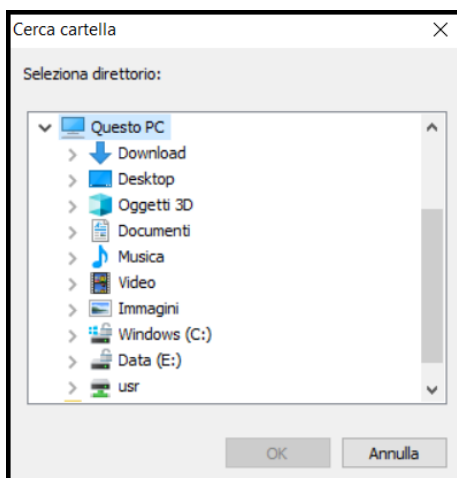 Cerca cartella
Seleziona direttorio:
Questo PC
Download
Desktop
Oggetti 3D
Documenti
Musica
Video
Immagini
Windows (C:)
Data (E:)
usr
OK
Annulla